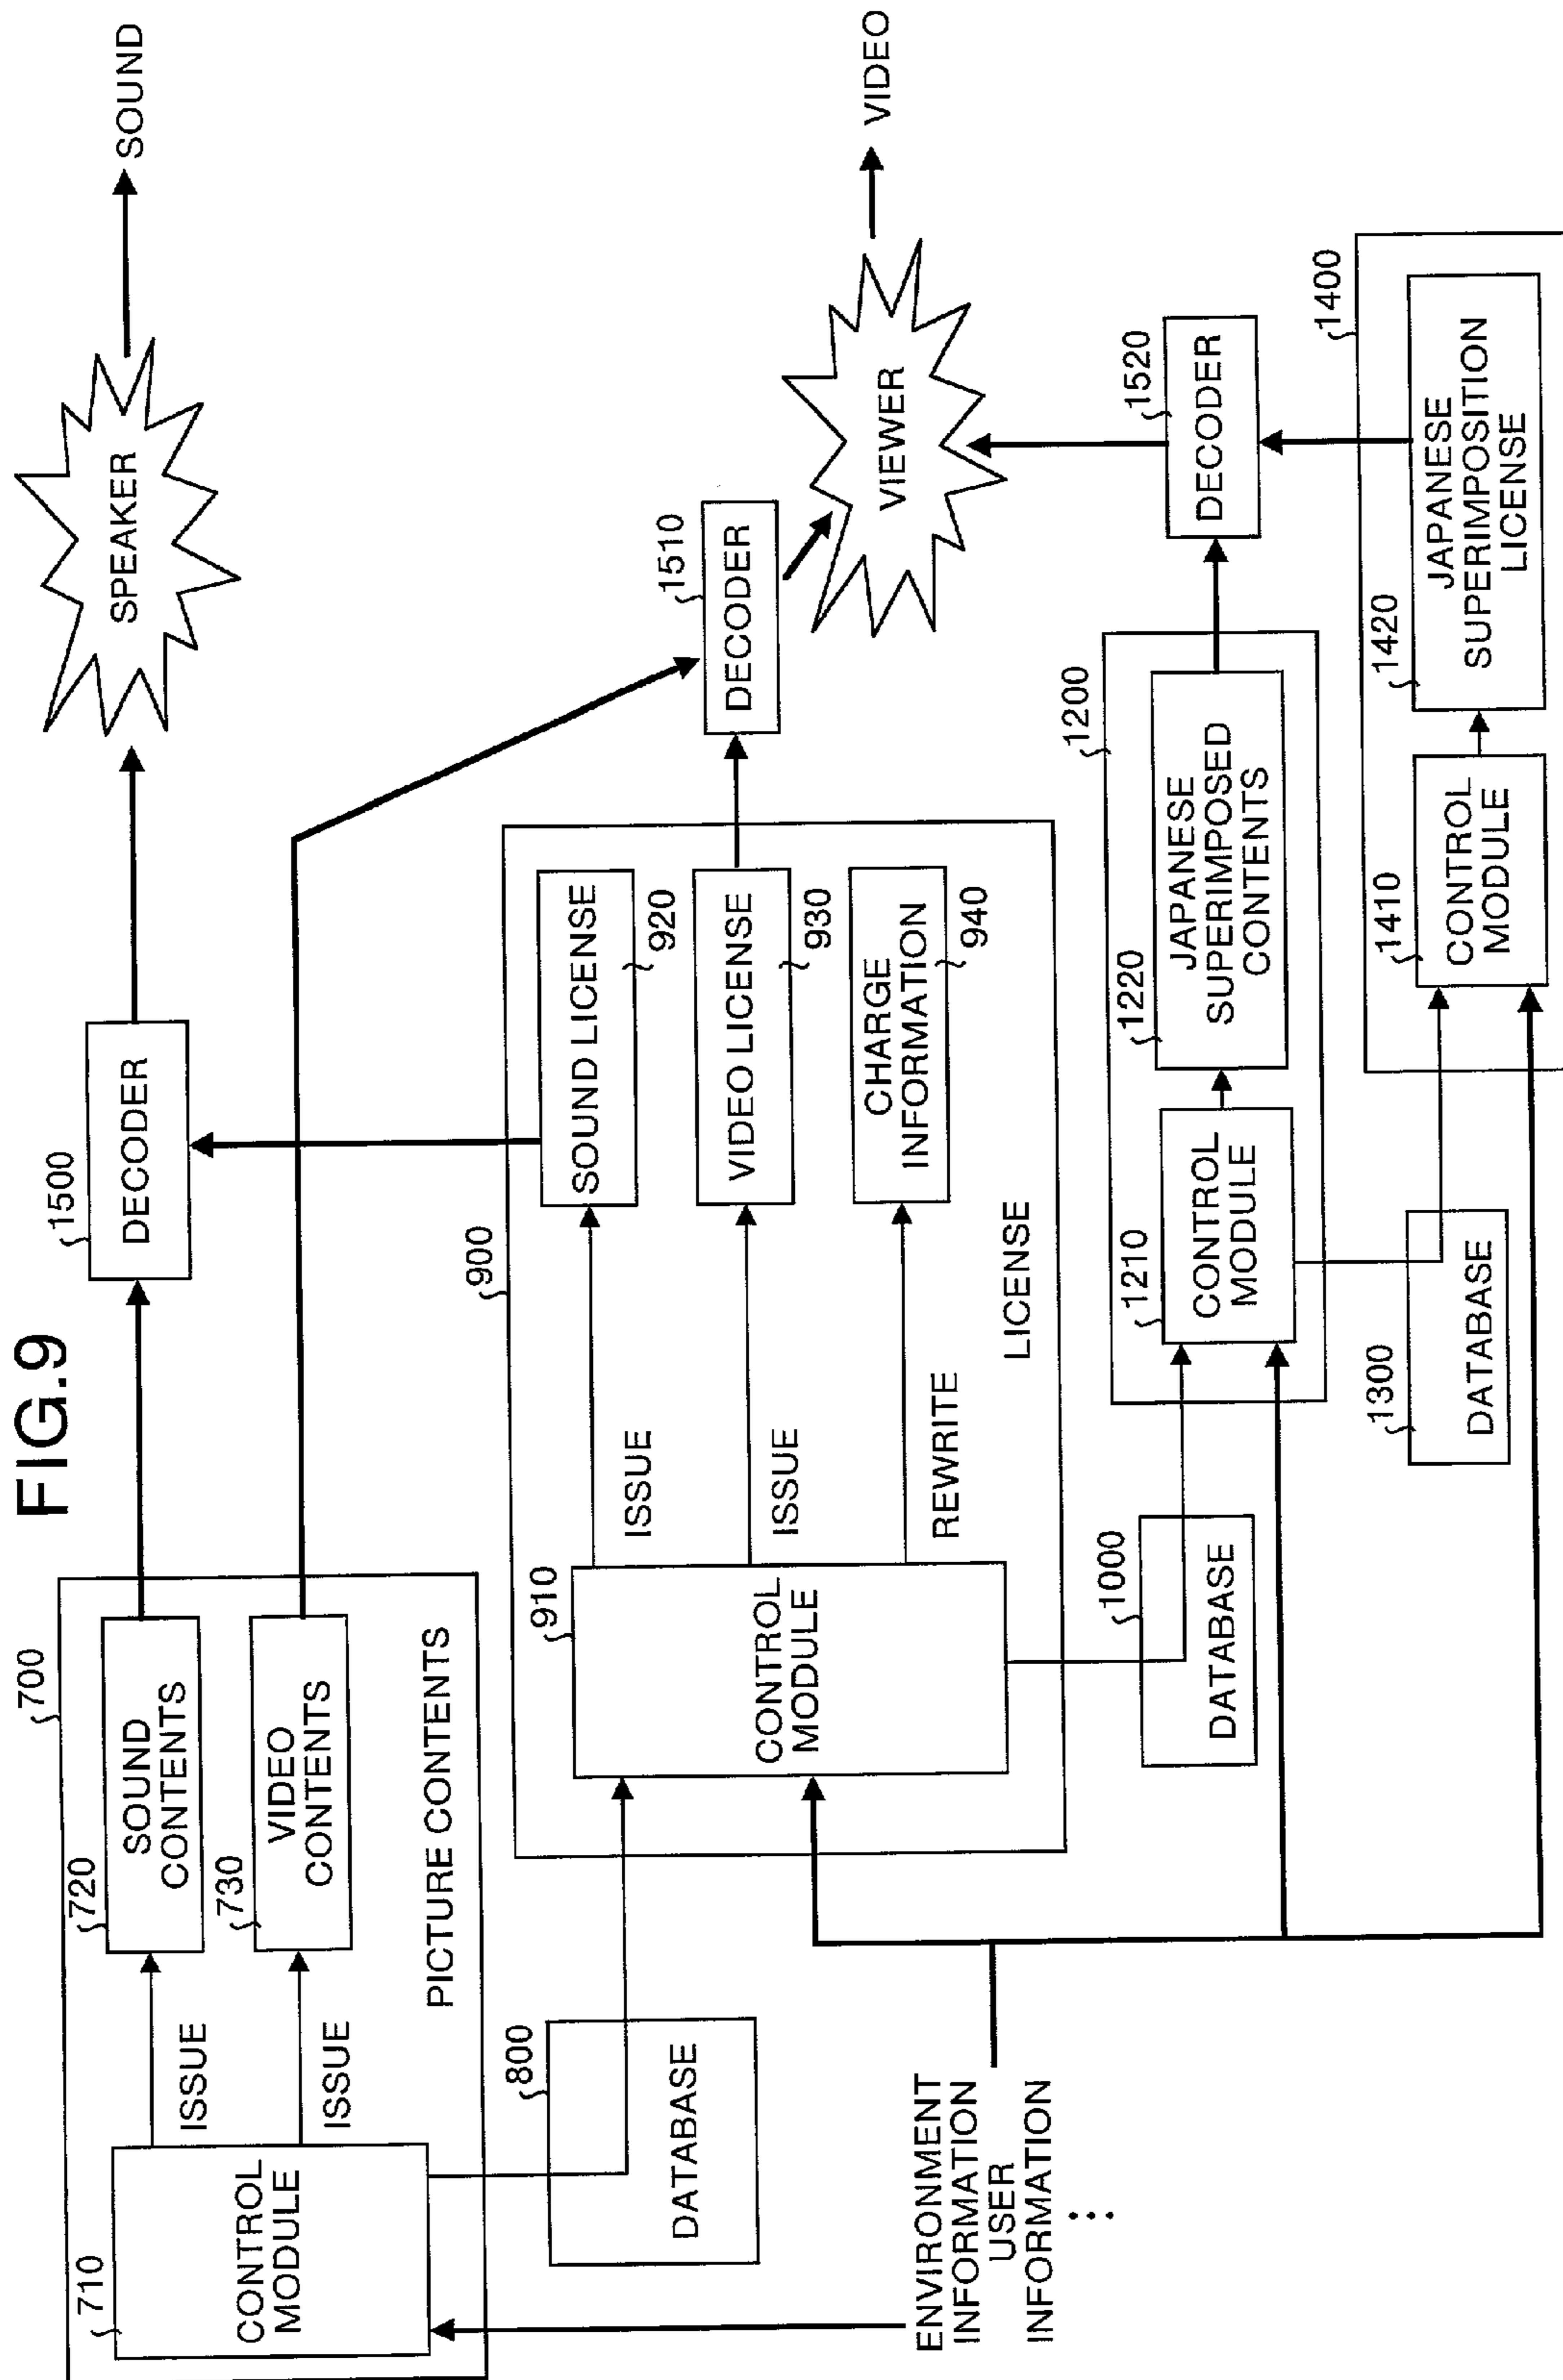 FIG.9
700
710
CONTROL
MODULE
ISSUE
ISSUE
720
SOUND
CONTENTS
730
VIDEO
CONTENTS
PICTURE CONTENTS
1500
DECODER
SPEAKER
SOUND
800
DATABASE
900
910
CONTROL
MODULE
ISSUE
ISSUE
REWRITE
SOUND LICENSE
920
VIDEO LICENSE
930
CHARGE
INFORMATION
940
LICENSE
1510
DECODER
VIEWER
VIDEO
ENVIRONMENT
INFORMATION
USER
INFORMATION
...
1000
DATABASE
1200
1210
CONTROL
MODULE
1220
JAPANESE
SUPERIMPOSED
CONTENTS
1520
DECODER
1300
DATABASE
1400
1410
CONTROL
MODULE
1420
JAPANESE
SUPERIMPOSITION
LICENSE